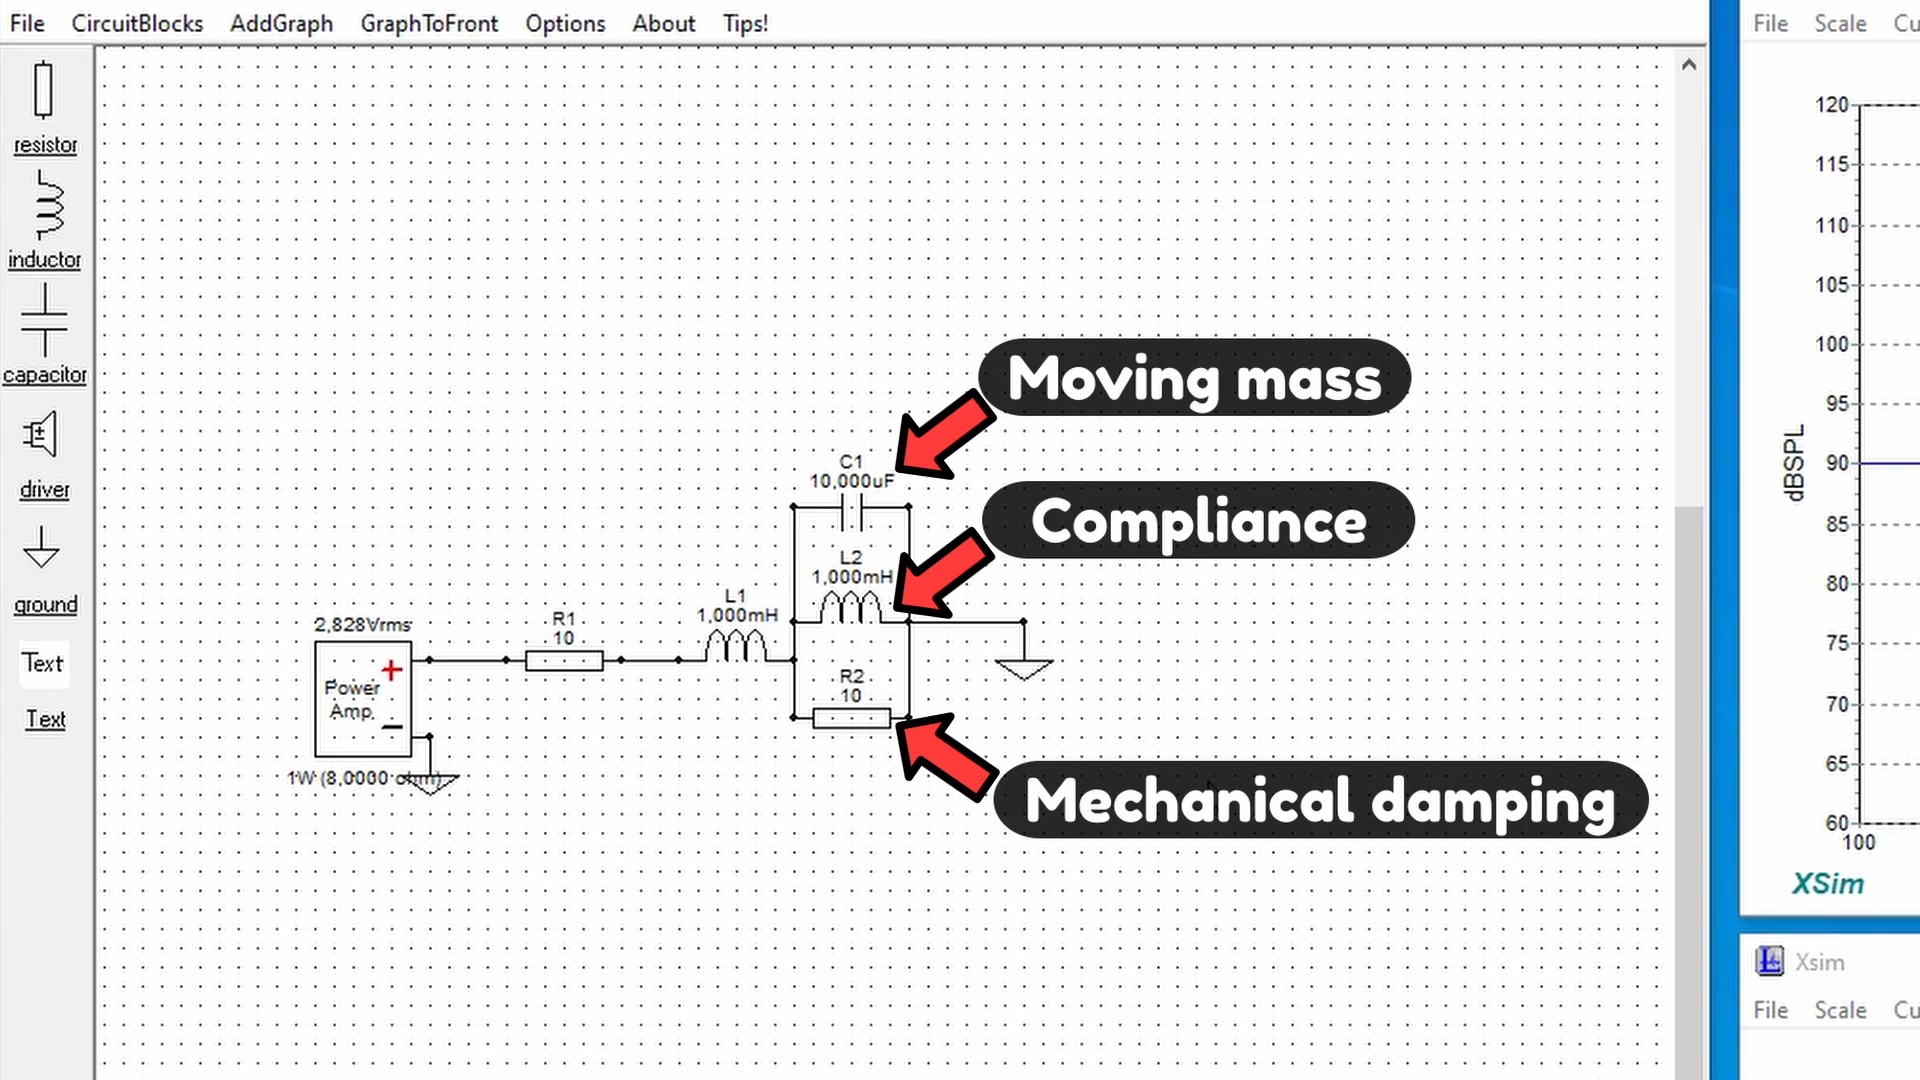 File CircuitBlocks AddGraph GraphToFront Options About Tips!
resistor
inductor
capacitor
driver
ground
Text
Text
2,828Vrms
Power
Amp.
1W (8,0000 ohm)
R1
10
L1
1,000mH
C1
10,000uF
L2
1,000mH
R2
10
Moving mass
Compliance
Mechanical damping
File Scale Cu
120
115
110
105
100
95
90
85
80
75
70
65
60
dBSPL
100
XSim
Xsim
File Scale Cu